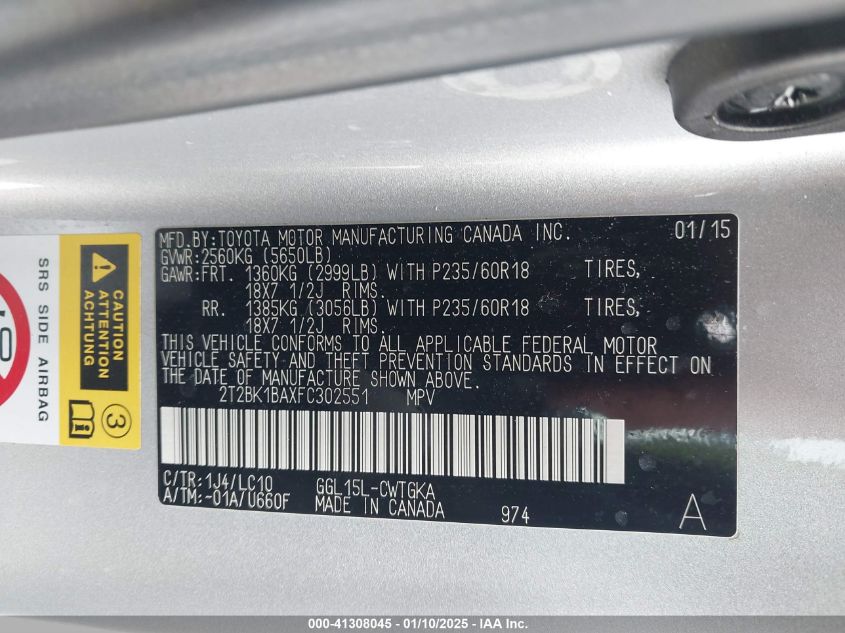 MFD.BY:TOYOTA MOTOR MANUFACTURING CANADA INC. 01/15
GVWR:2560KG (5650LB)
GAWR:FRT. 1360KG (2999LB) WITH P235/60R18 TIRES,
18X7 1/2J RIMS.
RR. 1385KG (3056LB) WITH P235/60R18 TIRES,
18X7 1/2J RIMS.
THIS VEHICLE CONFORMS TO ALL APPLICABLE FEDERAL MOTOR
VEHICLE SAFETY AND THEFT PREVENTION STANDARDS IN EFFECT ON
THE DATE OF MANUFACTURE SHOWN ABOVE.
2T2BK1BAXFC302551 MPV
C/TR:1J4/LC10 GGL15L-CWTGKA
A/TM:-01A/U660F MADE IN CANADA 974 A
SRS SIDE AIRBAG
CAUTION
ATTENTION
ACHTUNG
3
000-41308045 - 01/10/2025 - IAA Inc.